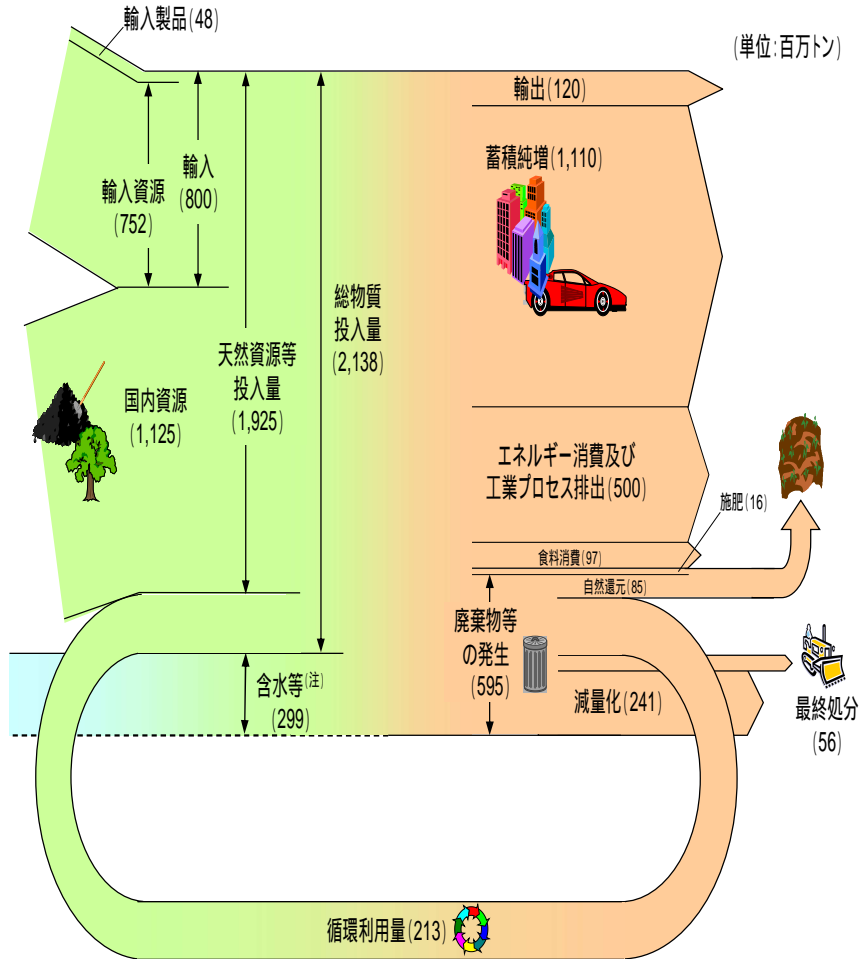 輸入製品(48)
(単位:百万トン)
輸出(120)
蓄積純増(1,110)
輸入
(800)
輸入資源
(752)
総物質
投入量
(2,138)
天然資源等
投入量
(1,925)
国内資源
(1,125)
エネルギー消費及び
工業プロセス排出(500)
施肥(16)
食料消費(97)
自然還元(85)
廃棄物等
の発生
(595)
含水等(注)
(299)
減量化(241)
最終処分
(56)
循環利用量(213)